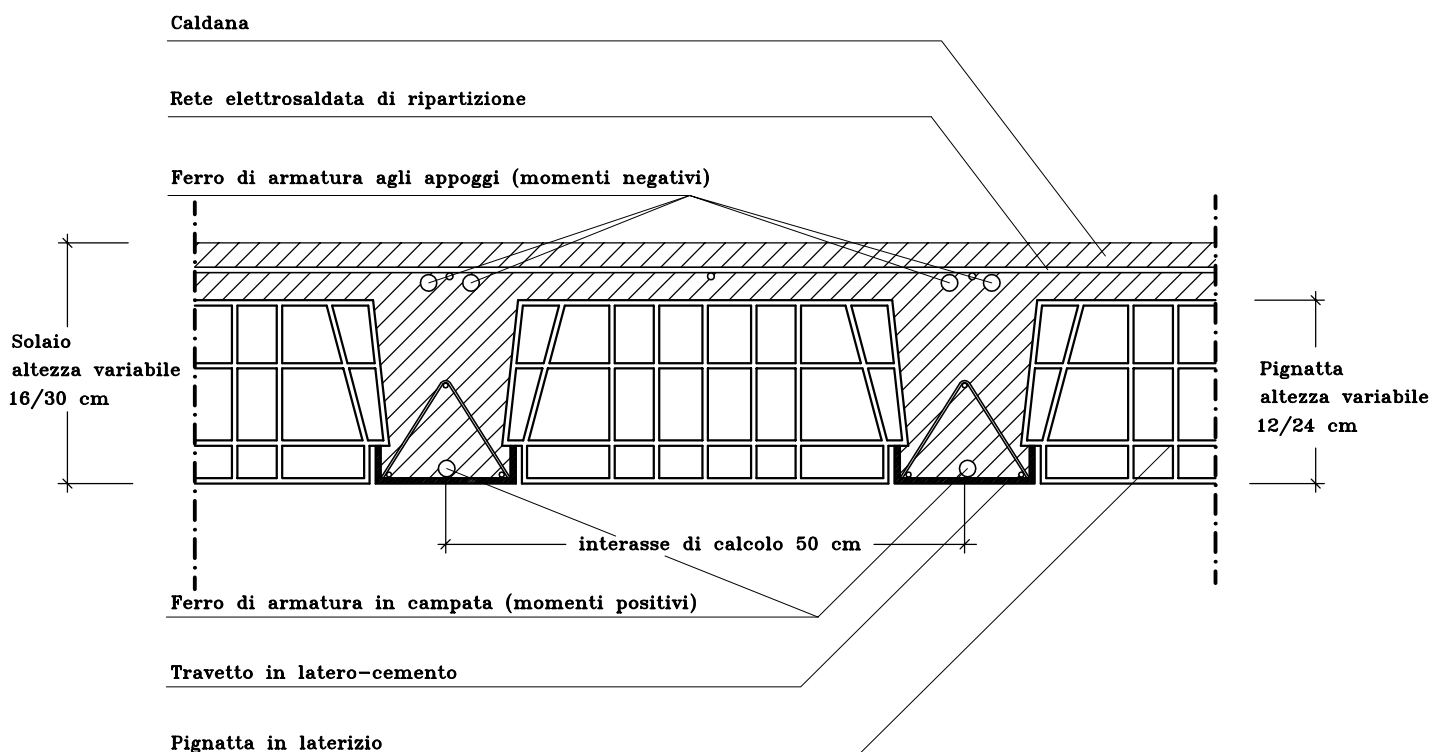 Caldana
Rete elettrosaldata di ripartizione
Ferro di armatura agli appoggi (momenti negativi)
Solaio
altezza variabile
16/30 cm
Pignatta
altezza variabile
12/24 cm
interasse di calcolo 50 cm
Ferro di armatura in campata (momenti positivi)
Travetto in latero-cemento
Pignatta in laterizio